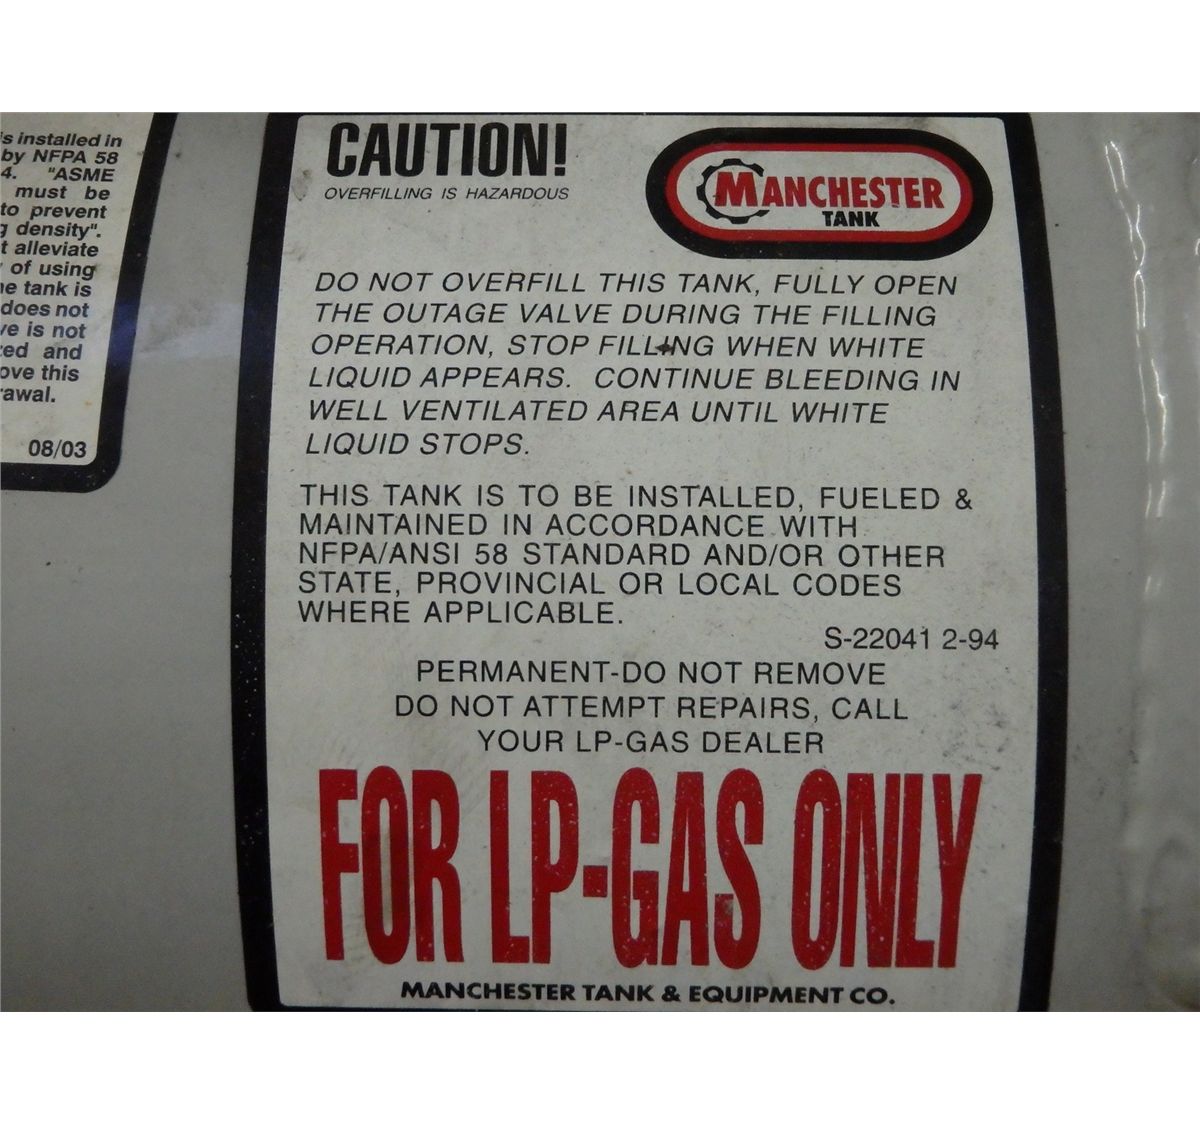 s installed in
by NFPA 58
4. "ASME
must be
to prevent
g density".
t alleviate
of using
e tank is
does not
ve is not
zed and
ove this
rawal.
08/03
CAUTION!
OVERFILLING IS HAZARDOUS
MANCHESTER
TANK
DO NOT OVERFILL THIS TANK, FULLY OPEN
THE OUTAGE VALVE DURING THE FILLING
OPERATION, STOP FILLING WHEN WHITE
LIQUID APPEARS. CONTINUE BLEEDING IN
WELL VENTILATED AREA UNTIL WHITE
LIQUID STOPS.
THIS TANK IS TO BE INSTALLED, FUELED &
MAINTAINED IN ACCORDANCE WITH
NFPA/ANSI 58 STANDARD AND/OR OTHER
STATE, PROVINCIAL OR LOCAL CODES
WHERE APPLICABLE.
S-22041 2-94
PERMANENT-DO NOT REMOVE
DO NOT ATTEMPT REPAIRS, CALL
YOUR LP-GAS DEALER
FOR LP-GAS ONLY
MANCHESTER TANK & EQUIPMENT CO.